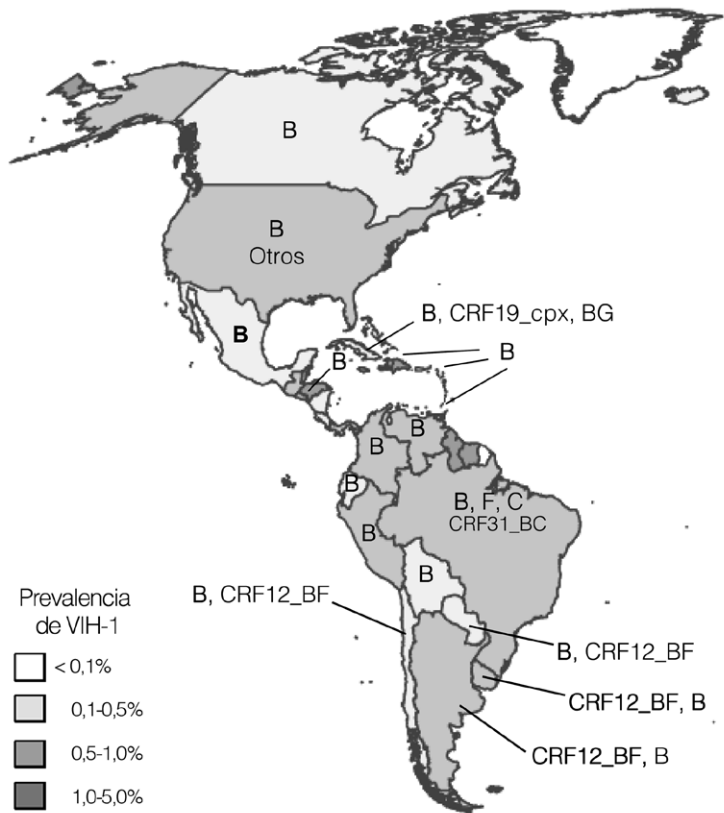 B
B
Otros
B
B, CRF19_cpx, BG
B
B
B
B
B
B
B, F, C
CRF31_BC
B
B, CRF12_BF
B, CRF12_BF
CRF12_BF, B
CRF12_BF, B
Prevalencia
de VIH-1
< 0,1%
0,1-0,5%
0,5-1,0%
1,0-5,0%